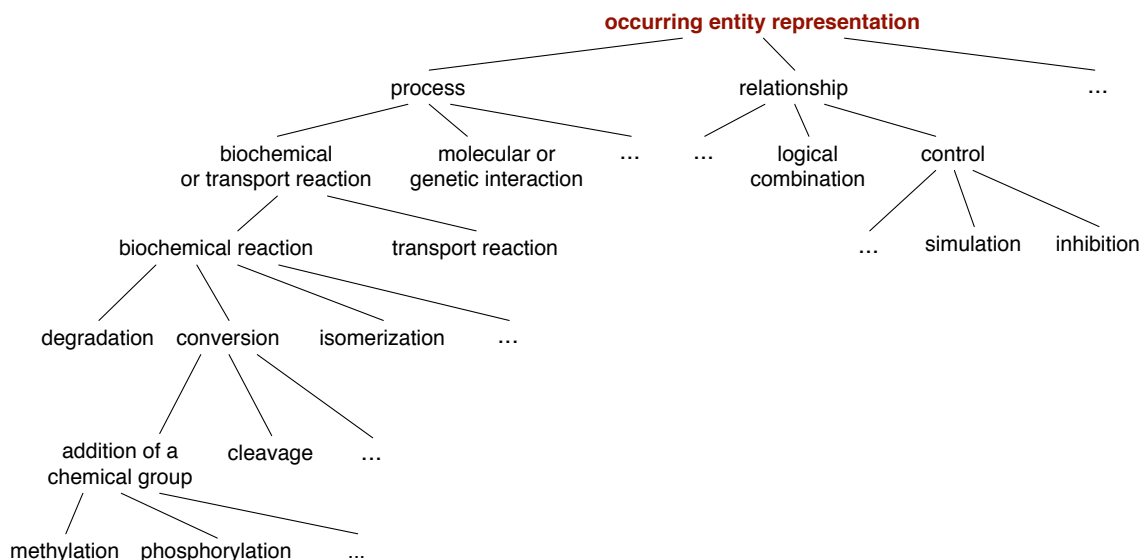 occurring entity representation
process relationship ...
biochemical molecular or ... ... logical control
or transport reaction genetic interaction combination
... simulation inhibition
biochemical reaction transport reaction
degradation conversion isomerization ...
addition of a cleavage ...
chemical group
methylation phosphorylation ...